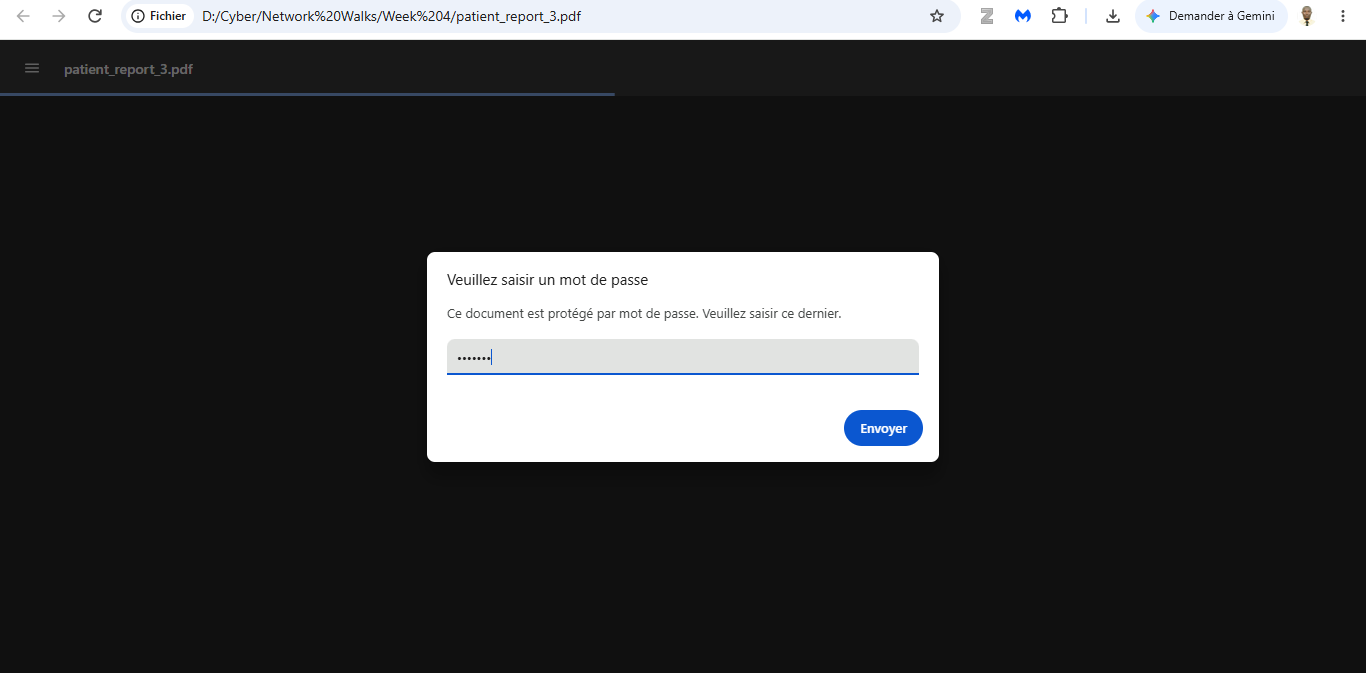 Fichier D:/Cyber/Network%20Walks/Week%204/patient_report_3.pdf Demander à Gemini
patient_report_3.pdf
Veuillez saisir un mot de passe
Ce document est protégé par mot de passe. Veuillez saisir ce dernier.
•••••••
Envoyer